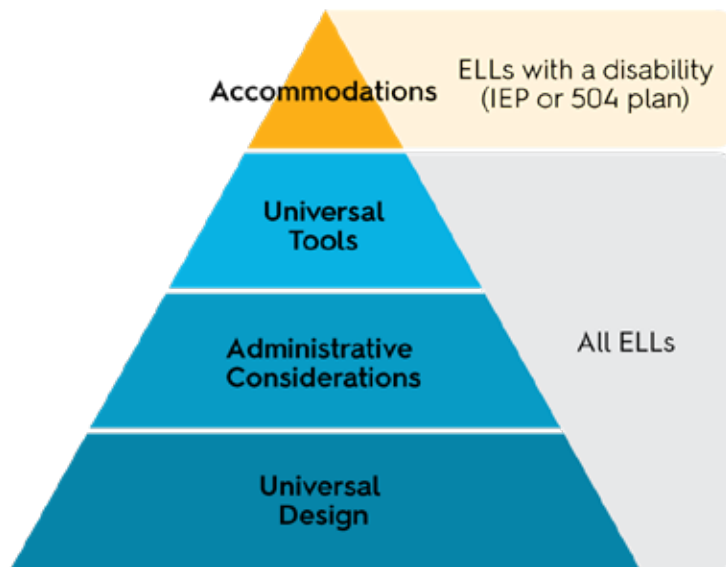 Accommodations
ELLs with a disability
(IEP or 504 plan)
Universal
Tools
Administrative
Considerations
All ELLs
Universal
Design